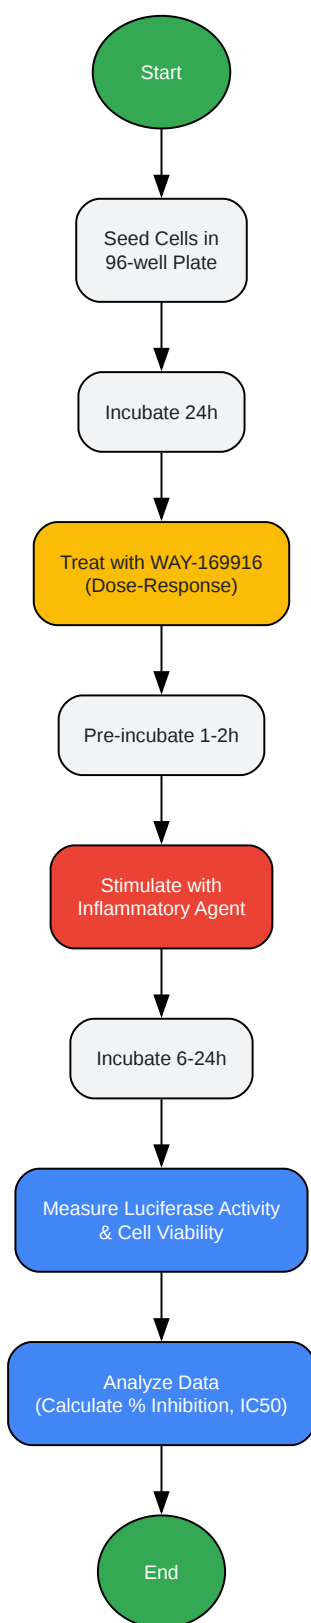 Start
Seed Cells in
96-well Plate
Incubate 24h
Treat with WAY-169916
(Dose-Response)
Pre-incubate 1-2h
Stimulate with
Inflammatory Agent
Incubate 6-24h
Measure Luciferase Activity
& Cell Viability
Analyze Data
(Calculate % Inhibition, IC50)
End